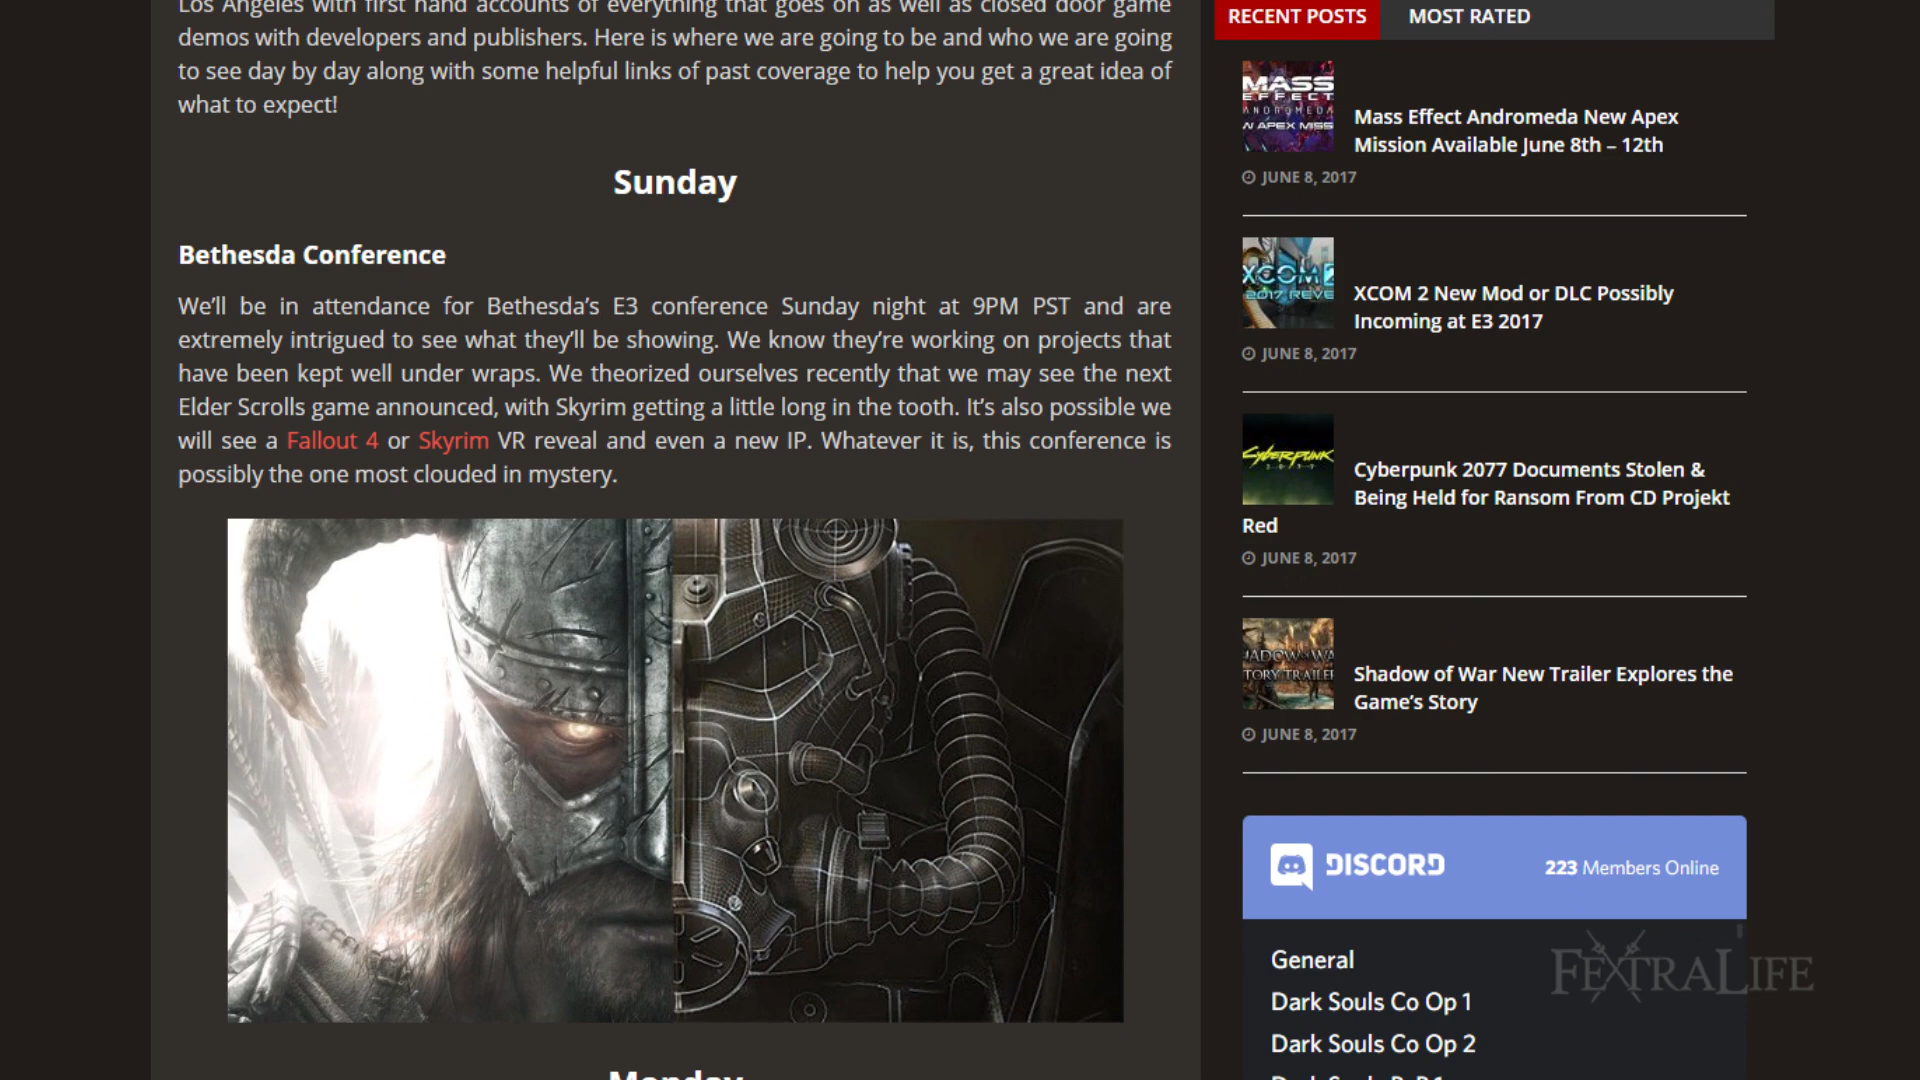 Los Angeles with first hand accounts of everything that goes on as well as closed door game
demos with developers and publishers. Here is where we are going to be and who we are going
to see day by day along with some helpful links of past coverage to help you get a great idea of
what to expect!
Sunday
Bethesda Conference
We'll be in attendance for Bethesda's E3 conference Sunday night at 9PM PST and are
extremely intrigued to see what they'll be showing. We know they're working on projects that
have been kept well under wraps. We theorized ourselves recently that we may see the next
Elder Scrolls game announced, with Skyrim getting a little long in the tooth. It's also possible we
will see a Fallout 4 or Skyrim VR reveal and even a new IP. Whatever it is, this conference is
possibly the one most clouded in mystery.
Monday
RECENT POSTS MOST RATED
MASS
EFFECT
ANDROMEDA
W APEX MISS
Mass Effect Andromeda New Apex
Mission Available June 8th – 12th
JUNE 8, 2017
XCOM 2
2017 REVE
XCOM 2 New Mod or DLC Possibly
Incoming at E3 2017
JUNE 8, 2017
CYBERPUNK
2077
Cyberpunk 2077 Documents Stolen &
Being Held for Ransom From CD Projekt
Red
JUNE 8, 2017
HADOW OF WA
TORY TRAILER
Shadow of War New Trailer Explores the
Game's Story
JUNE 8, 2017
DISCORD 223 Members Online
General
Dark Souls Co Op 1
Dark Souls Co Op 2
FEXTRALIFE